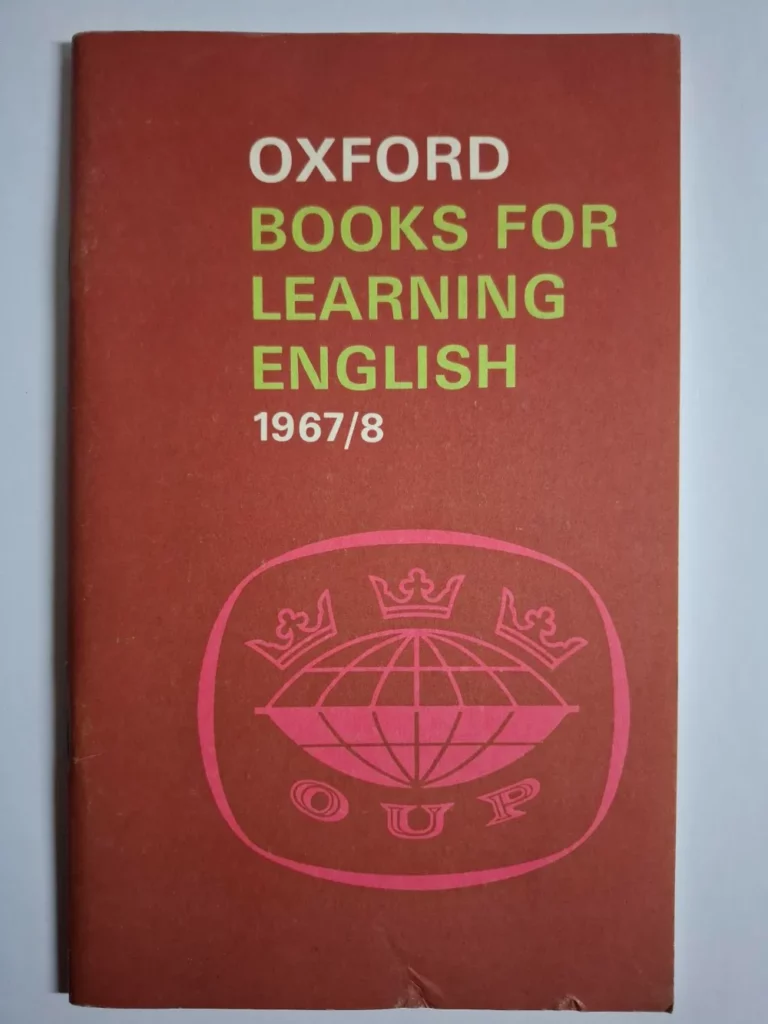 OXFORD
BOOKS FOR
LEARNING
ENGLISH
1967/8
OUP